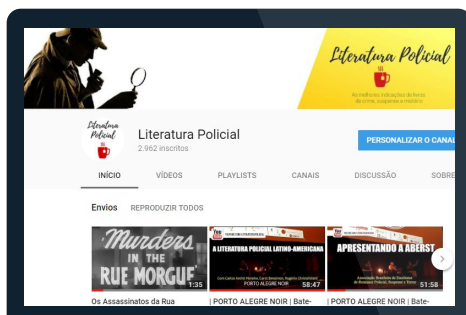 Literatura Policial
As melhores indicações de livros
de crime, suspense e mistério
Literatura
Policial
Literatura Policial
2.962 inscritos
PERSONALIZAR O CANAL
INÍCIO VÍDEOS PLAYLISTS CANAIS DISCUSSÃO SOBRE
Envios REPRODUZIR TODOS
Murders
IN THE
RUE MORGUE
1:35
You
A LITERATURA POLICIAL LATINO-AMERICANA
PORTO ALEGRE NOIR
58:47
You
APRESENTANDO A ABERST
PORTO ALEGRE NOIR
51:58
Os Assassinatos da Rua
| PORTO ALEGRE NOIR | Bate-
| PORTO ALEGRE NOIR | Bate-